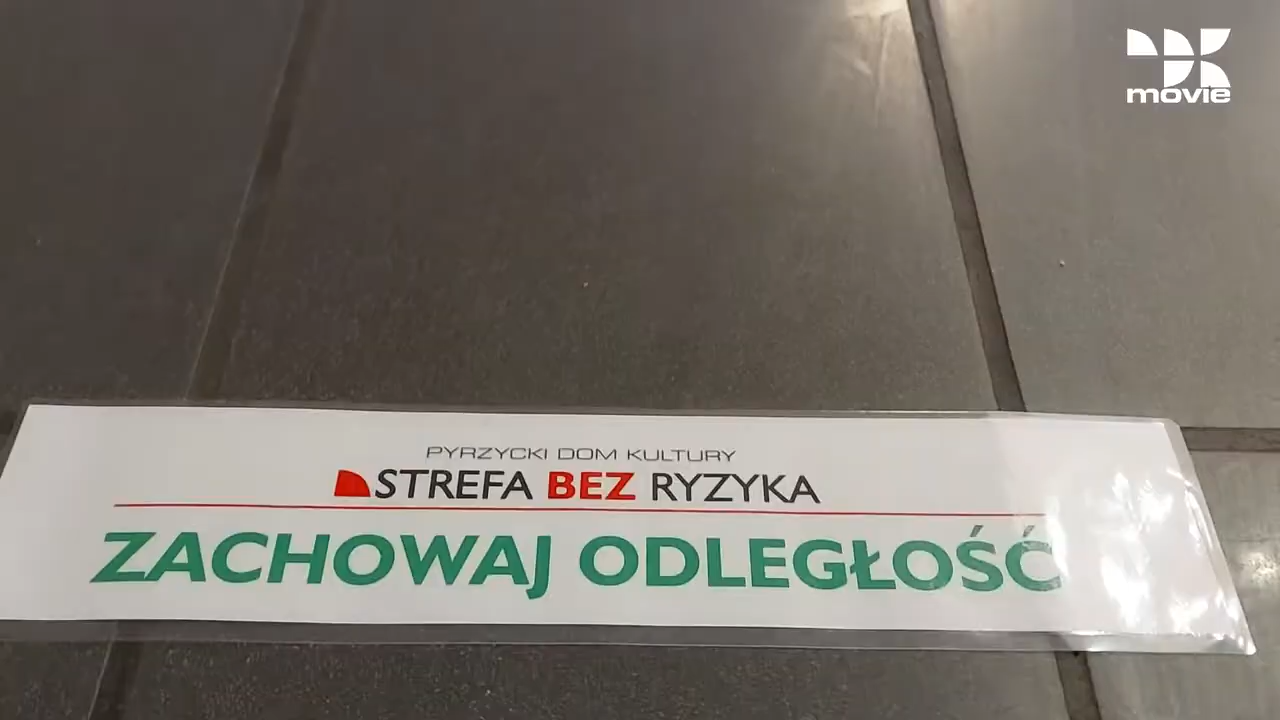 movie
PYRZYCKI DOM KULTURY
STREFA BEZ RYZYKA
ZACHOWAJ ODLEGŁOŚĆ